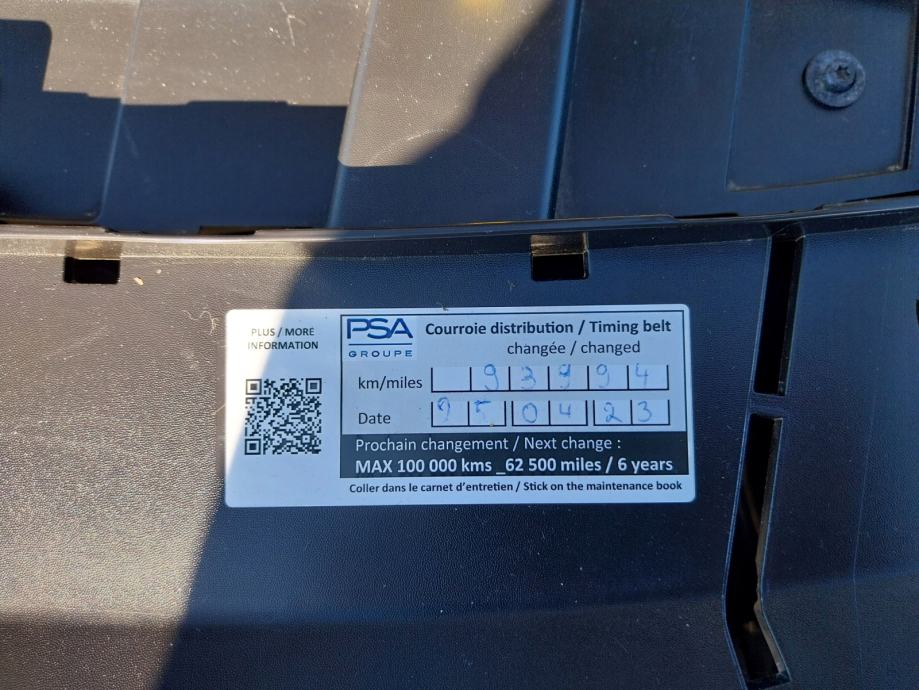 PLUS / MORE
INFORMATION
PSA
GROUPE
Courroie distribution / Timing belt
changée / changed
km/miles 9 3 9 9 4
Date 2 5 0 4 2 3
Prochain changement / Next change :
MAX 100 000 kms _62 500 miles / 6 years
Coller dans le carnet d'entretien / Stick on the maintenance book